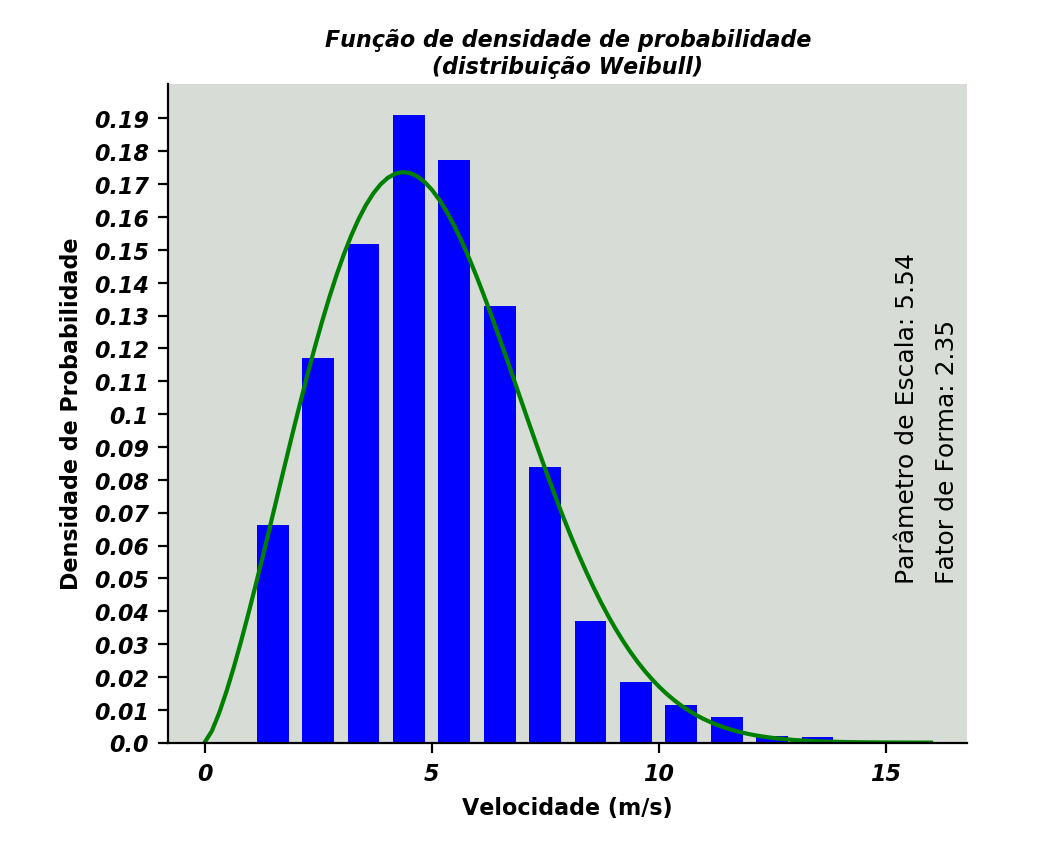 Função de densidade de probabilidade
(distribuição Weibull)
Densidade de Probabilidade
0.19
0.18
0.17
0.16
0.15
0.14
0.13
0.12
0.11
0.1
0.09
0.08
0.07
0.06
0.05
0.04
0.03
0.02
0.01
0.0
Parâmetro de Escala: 5.54
Fator de Forma: 2.35
0 5 10 15
Velocidade (m/s)